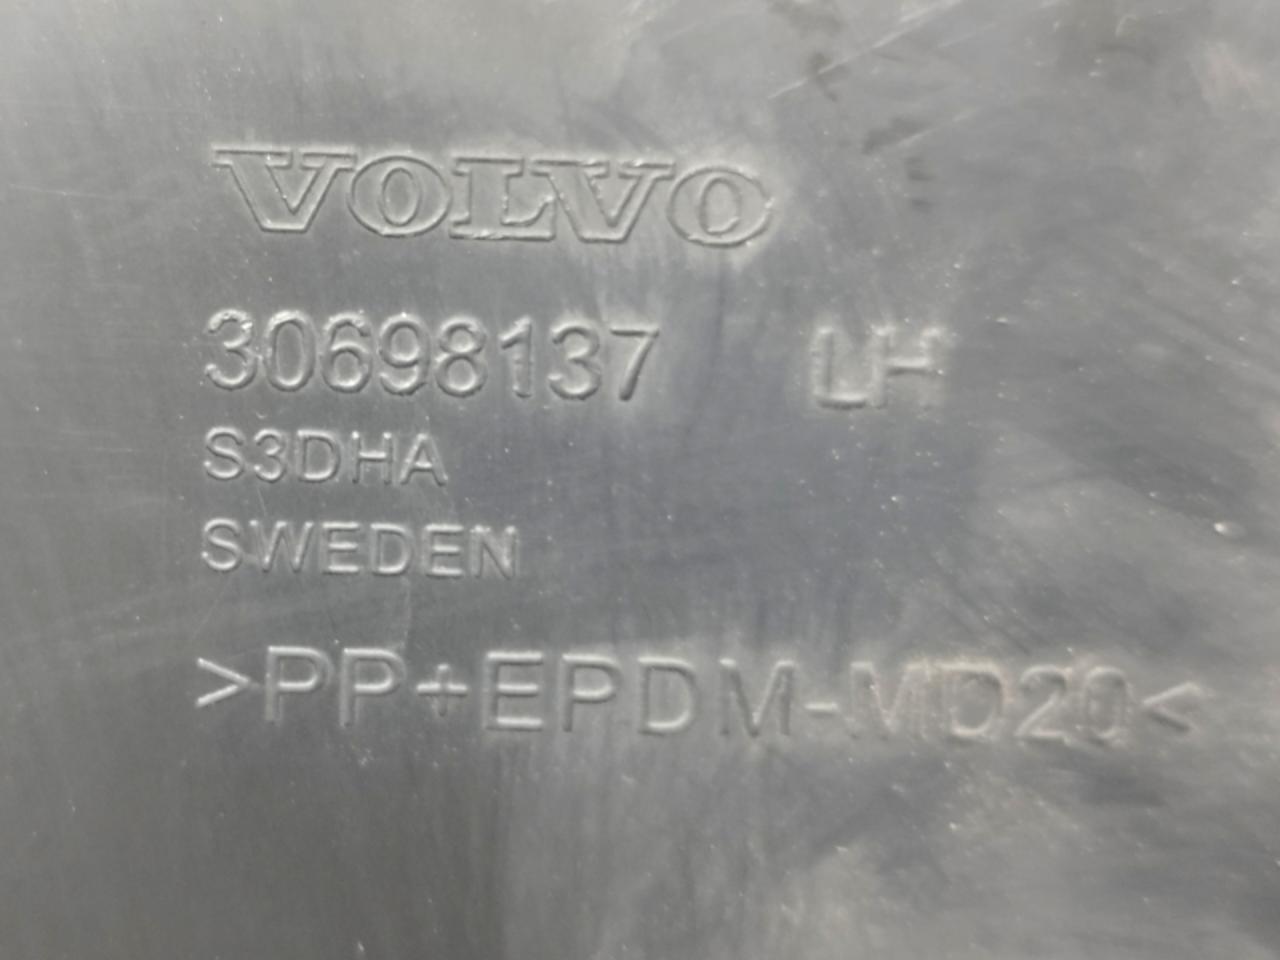 VOLVO
30698137 LH
S3DHA
SWEDEN
>PP+EPDM-MD20<